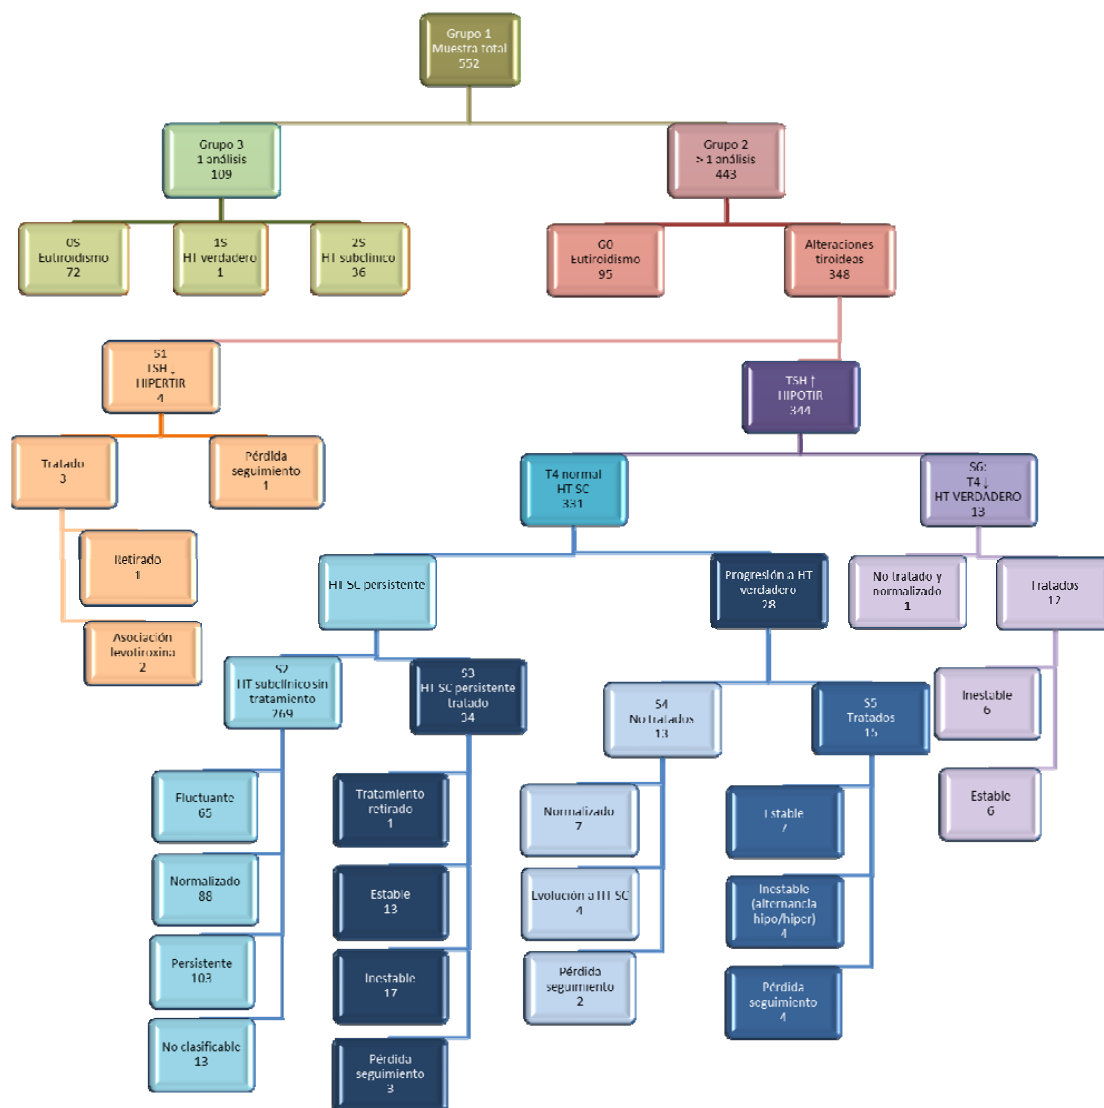 Grupo 1
Muestra total
552
Grupo 3
1 análisis
109
Grupo 2
> 1 análisis
443
0S
Eutiroidismo
72
1S
HT verdadero
1
2S
HT subclínico
36
G0
Eutiroidismo
95
Alteraciones
tiroideas
348
S1
TSH ↓
HIPERTIR
4
TSH ↑
HIPOTIR
344
Tratado
3
Pérdida
seguimiento
1
T4 normal
HT SC
331
S6:
T4 ↓
HT VERDADERO
13
Retirado
1
Asociación
levotiroxina
2
HT SC persistente
Progresión a HT
verdadero
28
No tratado y
normalizado
1
Tratados
12
S2
HT subclínico sin
tratamiento
269
S3
HT SC persistente
tratado
34
S4
No tratados
13
S5
Tratados
15
Inestable
6
Estable
6
Fluctuante
65
Normalizado
88
Persistente
103
No clasificable
13
Tratamiento
retirado
1
Estable
13
Inestable
17
Pérdida
seguimiento
3
Normalizado
7
Evolución a HT SC
4
Pérdida
seguimiento
2
Estable
7
Inestable
(alternancia
hipo/hiper)
4
Pérdida
seguimiento
4